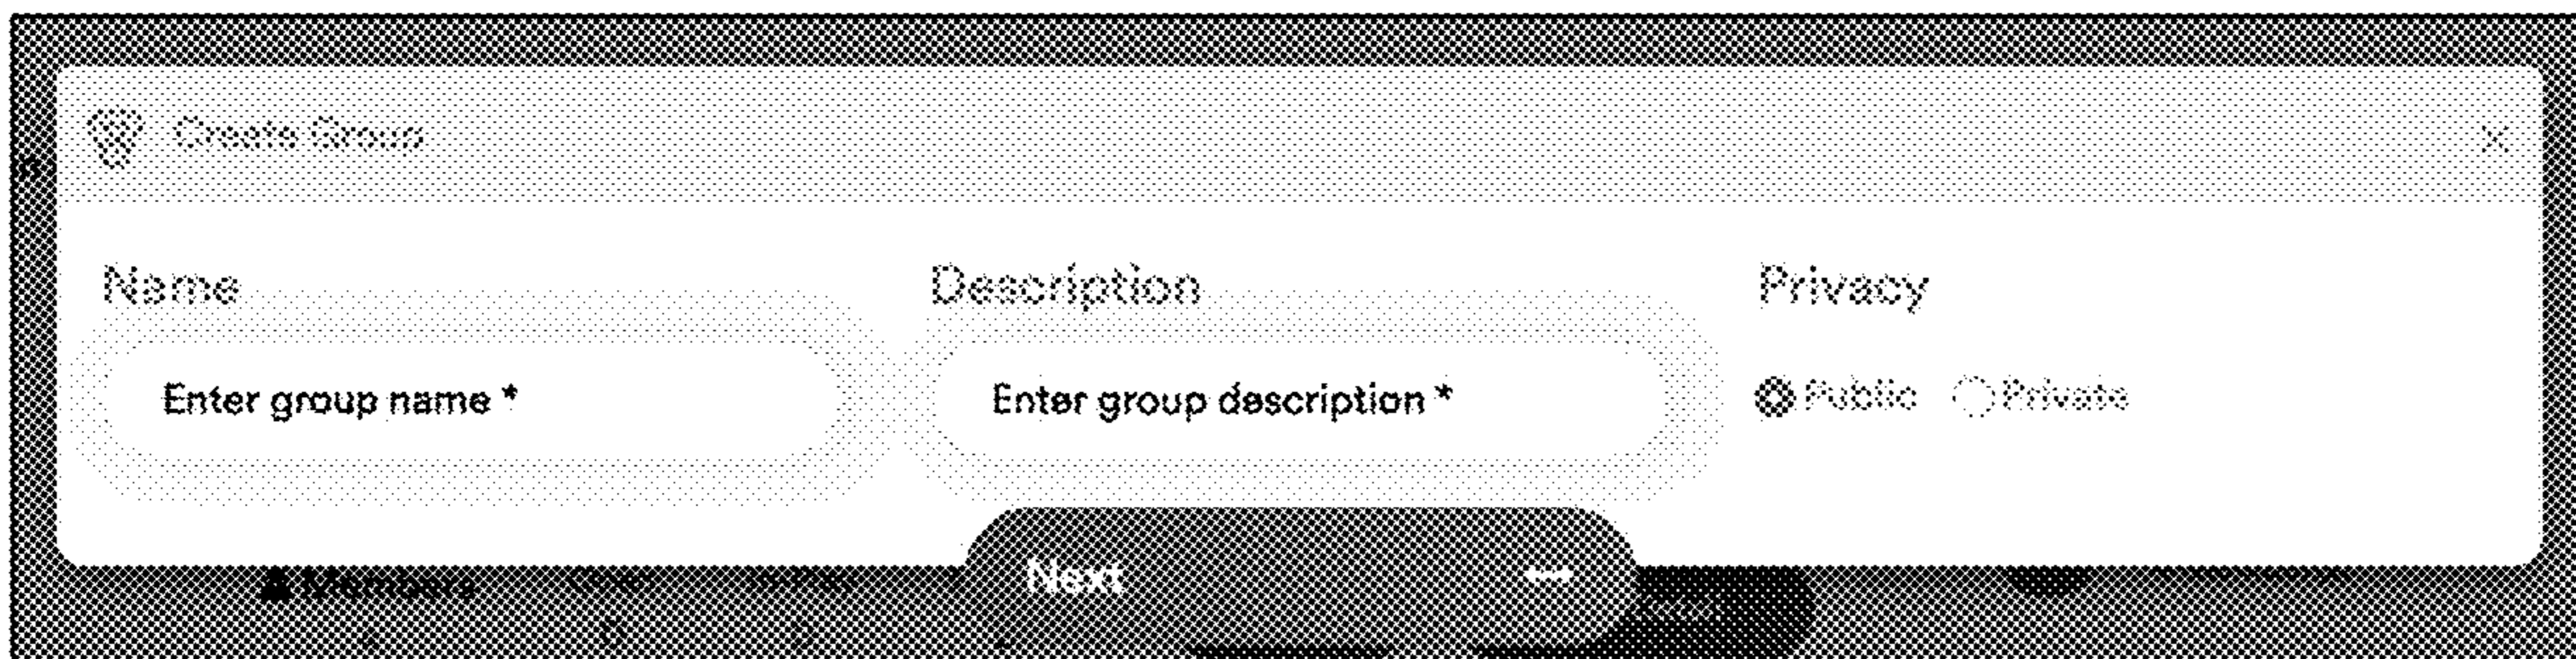 Create Group
Name
Description
Privacy
Enter group name *
Enter group description *
Public
Private
Next
Members